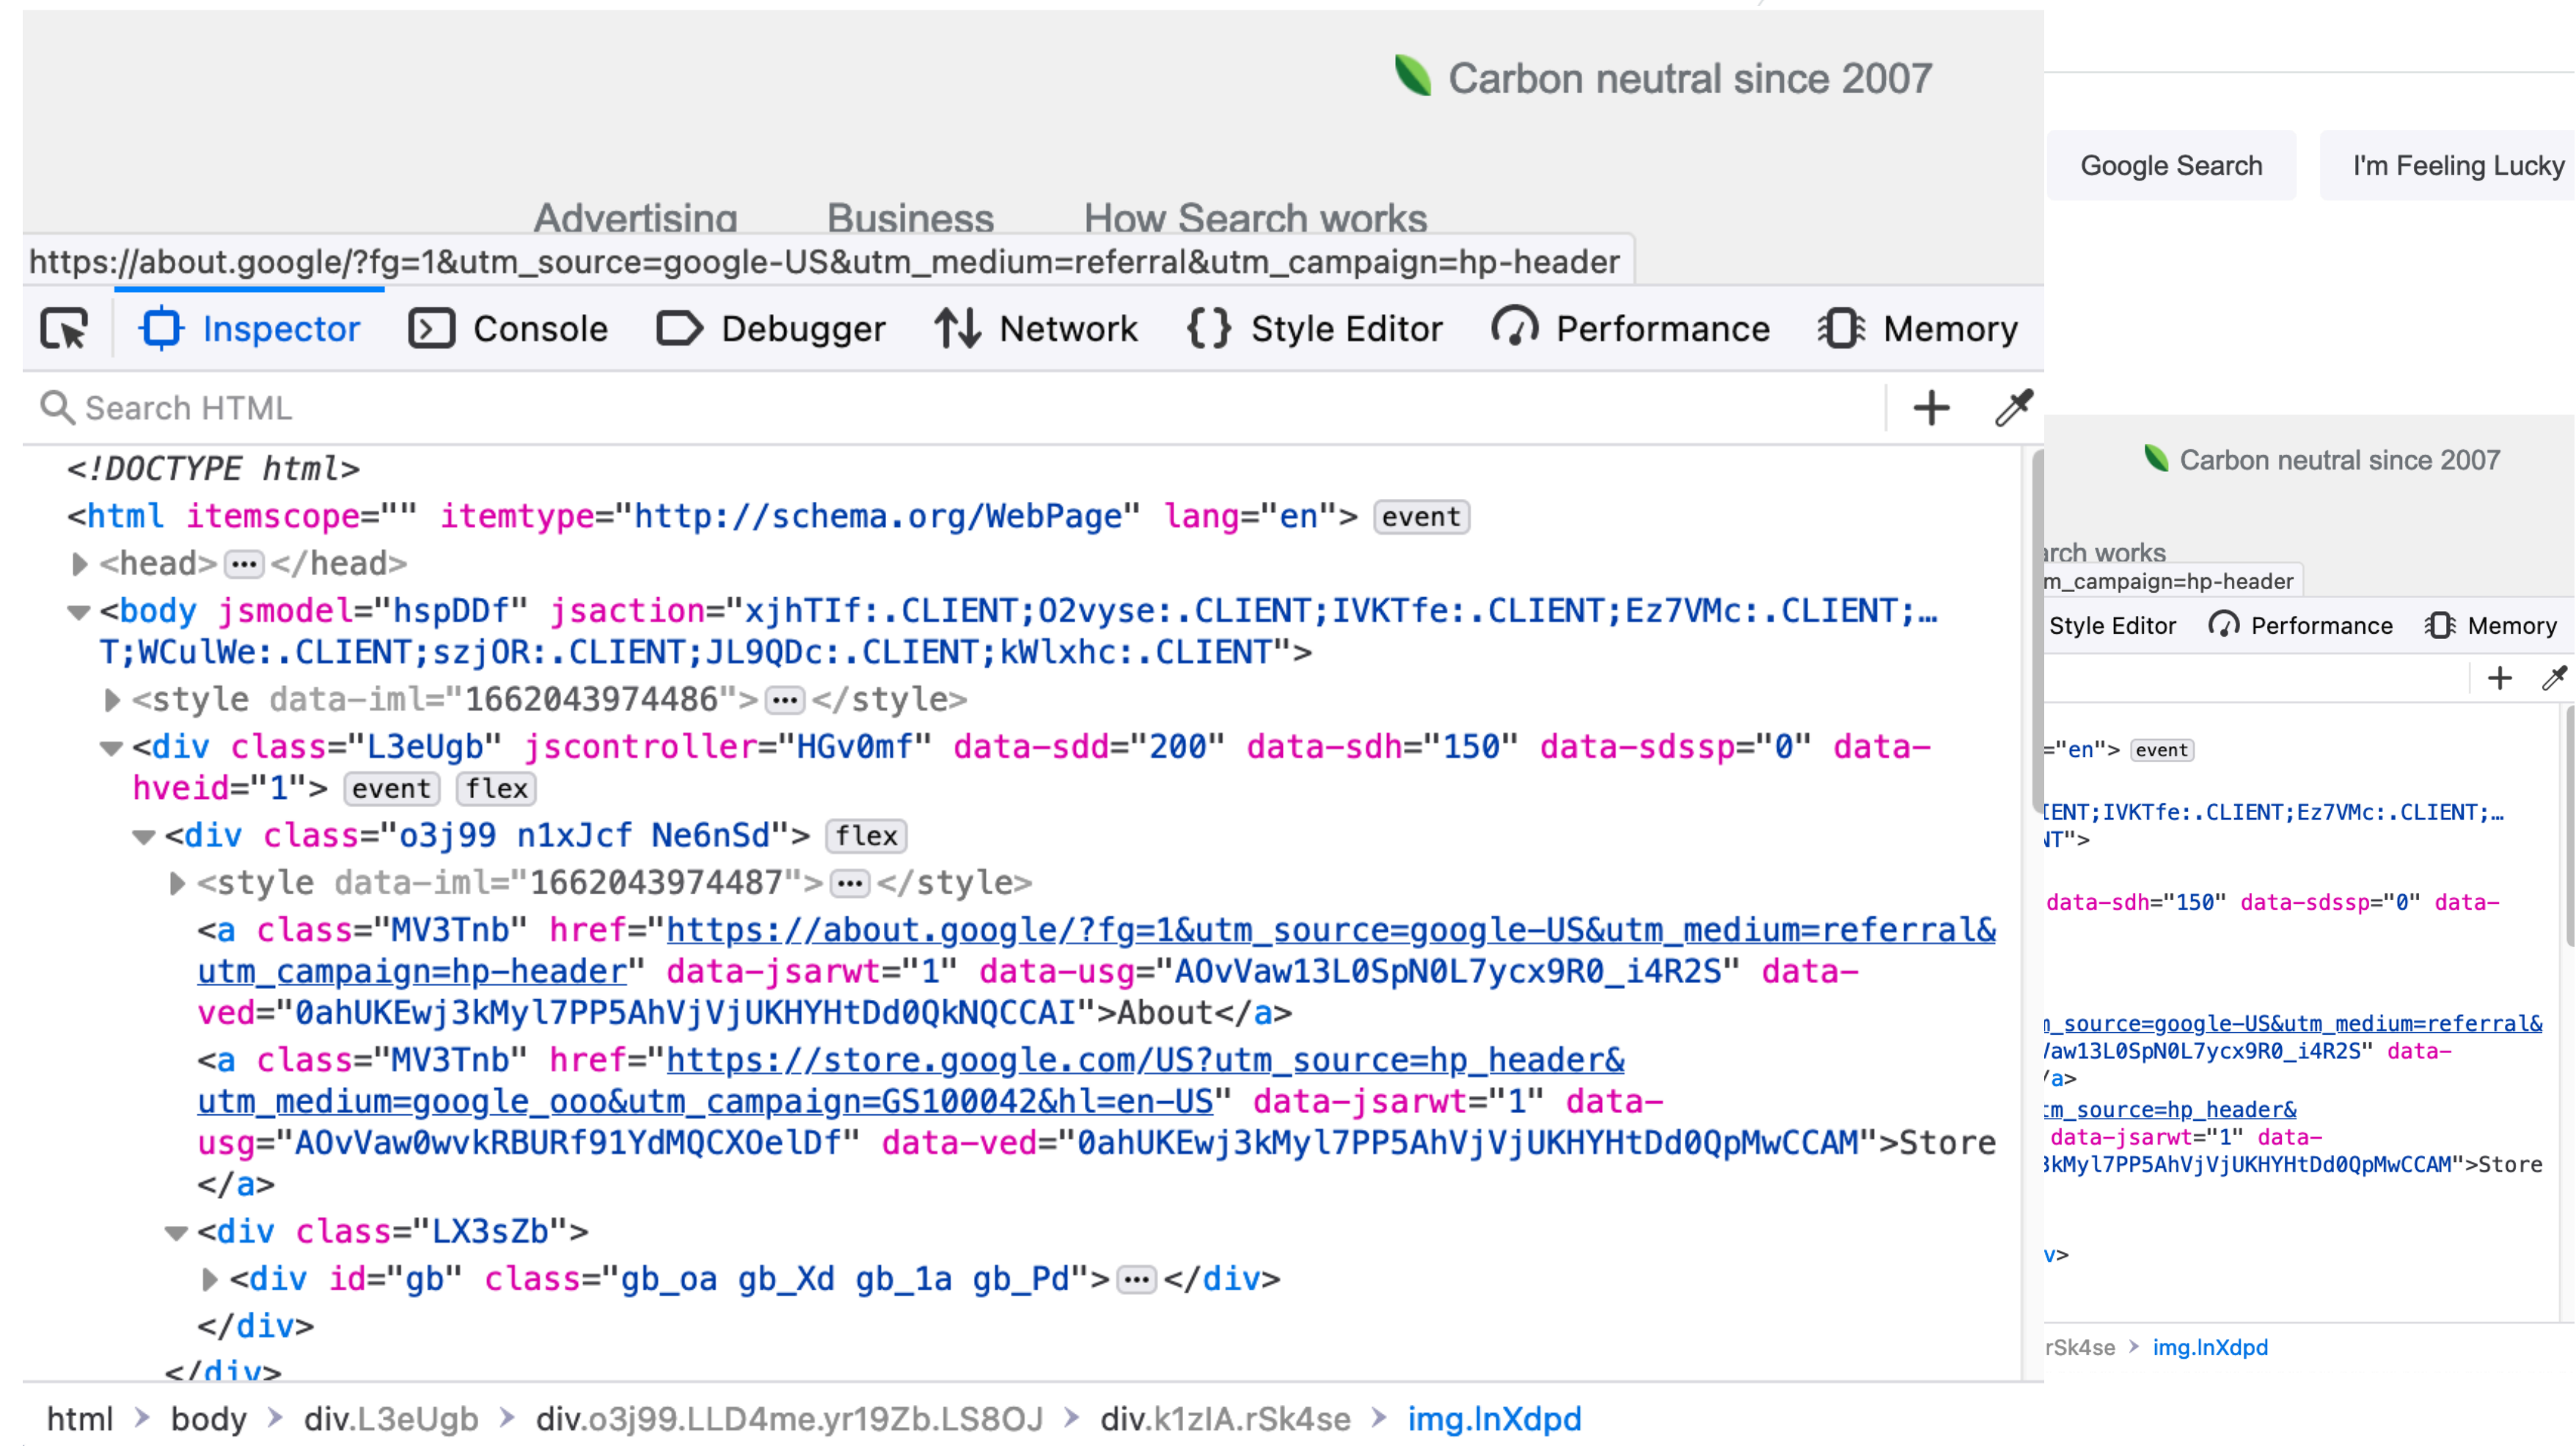 Carbon neutral since 2007
Advertising Business How Search works
https://about.google/?fg=1&utm_source=google-US&utm_medium=referral&utm_campaign=hp-header
Inspector Console Debugger Network Style Editor Performance Memory
Search HTML
<!DOCTYPE html>
<html itemscope="" itemtype="http://schema.org/WebPage" lang="en"> event
<head> ··· </head>
<body jsmodel="hspDDf" jsaction="xjhTIf:.CLIENT;O2vyse:.CLIENT;IVKTfe:.CLIENT;Ez7VMc:.CLIENT;…
T;WCulWe:.CLIENT;szjOR:.CLIENT;JL9QDc:.CLIENT;kWlxhc:.CLIENT">
<style data-iml="1662043974486"> ··· </style>
<div class="L3eUgb" jscontroller="HGv0mf" data-sdd="200" data-sdh="150" data-sdssp="0" data-
hveid="1"> event flex
<div class="o3j99 n1xJcf Ne6nSd"> flex
<style data-iml="1662043974487"> ··· </style>
<a class="MV3Tnb" href="https://about.google/?fg=1&utm_source=google-US&utm_medium=referral&
utm_campaign=hp-header" data-jsarwt="1" data-usg="AOvVaw13L0SpN0L7ycx9R0_i4R2S" data-
ved="0ahUKEwj3kMyl7PP5AhVjVjUKHYHtDd0QkNQCCAI">About</a>
<a class="MV3Tnb" href="https://store.google.com/US?utm_source=hp_header&
utm_medium=google_ooo&utm_campaign=GS100042&hl=en-US" data-jsarwt="1" data-
usg="AOvVaw0wvkRBURf91YdMQCXOelDf" data-ved="0ahUKEwj3kMyl7PP5AhVjVjUKHYHtDd0QpMwCCAM">Store
</a>
<div class="LX3sZb">
<div id="gb" class="gb_oa gb_Xd gb_1a gb_Pd"> ··· </div>
</div>
</div>
html > body > div.L3eUgb > div.o3j99.LLD4me.yr19Zb.LS8OJ > div.k1zIA.rSk4se > img.lnXdpd
Google Search I'm Feeling Lucky
Carbon neutral since 2007
arch works
m_campaign=hp-header
Style Editor Performance Memory
="en"> event
IENT;IVKTfe:.CLIENT;Ez7VMc:.CLIENT;…
NT">
data-sdh="150" data-sdssp="0" data-
m_source=google-US&utm_medium=referral&
Vaw13L0SpN0L7ycx9R0_i4R2S" data-
/a>
tm_source=hp_header&
data-jsarwt="1" data-
3kMyl7PP5AhVjVjUKHYHtDd0QpMwCCAM">Store
v>
rSk4se > img.lnXdpd